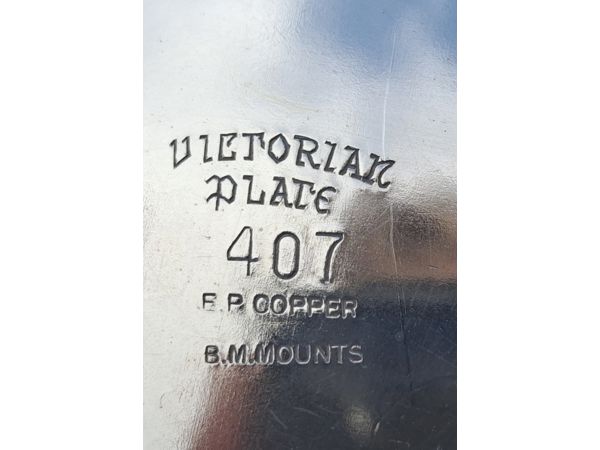 VICTORIAN
PLATE
407
E.P. COPPER
B.M.MOUNTS